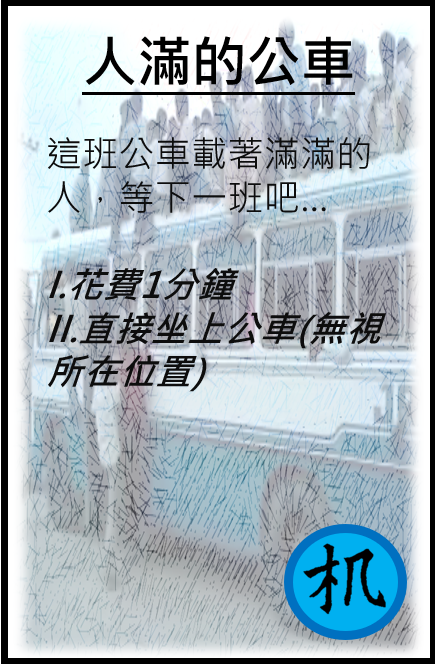 人滿的公車
這班公車載著滿滿的
人，等下一班吧...
I.花費1分鐘
II.直接坐上公車(無視
所在位置)
机